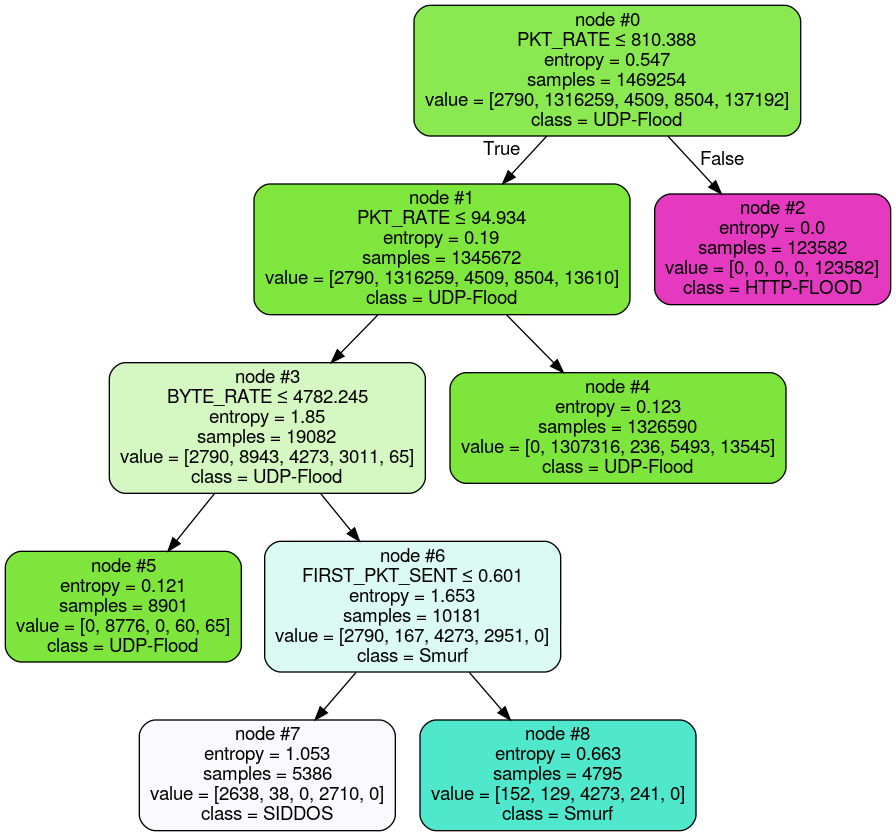 node #0
PKT_RATE ≤ 810.388
entropy = 0.547
samples = 1469254
value = [2790, 1316259, 4509, 8504, 137192]
class = UDP-Flood
True
False
node #1
PKT_RATE ≤ 94.934
entropy = 0.19
samples = 1345672
value = [2790, 1316259, 4509, 8504, 13610]
class = UDP-Flood
node #2
entropy = 0.0
samples = 123582
value = [0, 0, 0, 0, 123582]
class = HTTP-FLOOD
node #3
BYTE_RATE ≤ 4782.245
entropy = 1.85
samples = 19082
value = [2790, 8943, 4273, 3011, 65]
class = UDP-Flood
node #4
entropy = 0.123
samples = 1326590
value = [0, 1307316, 236, 5493, 13545]
class = UDP-Flood
node #5
entropy = 0.121
samples = 8901
value = [0, 8776, 0, 60, 65]
class = UDP-Flood
node #6
FIRST_PKT_SENT ≤ 0.601
entropy = 1.653
samples = 10181
value = [2790, 167, 4273, 2951, 0]
class = Smurf
node #7
entropy = 1.053
samples = 5386
value = [2638, 38, 0, 2710, 0]
class = SIDDOS
node #8
entropy = 0.663
samples = 4795
value = [152, 129, 4273, 241, 0]
class = Smurf